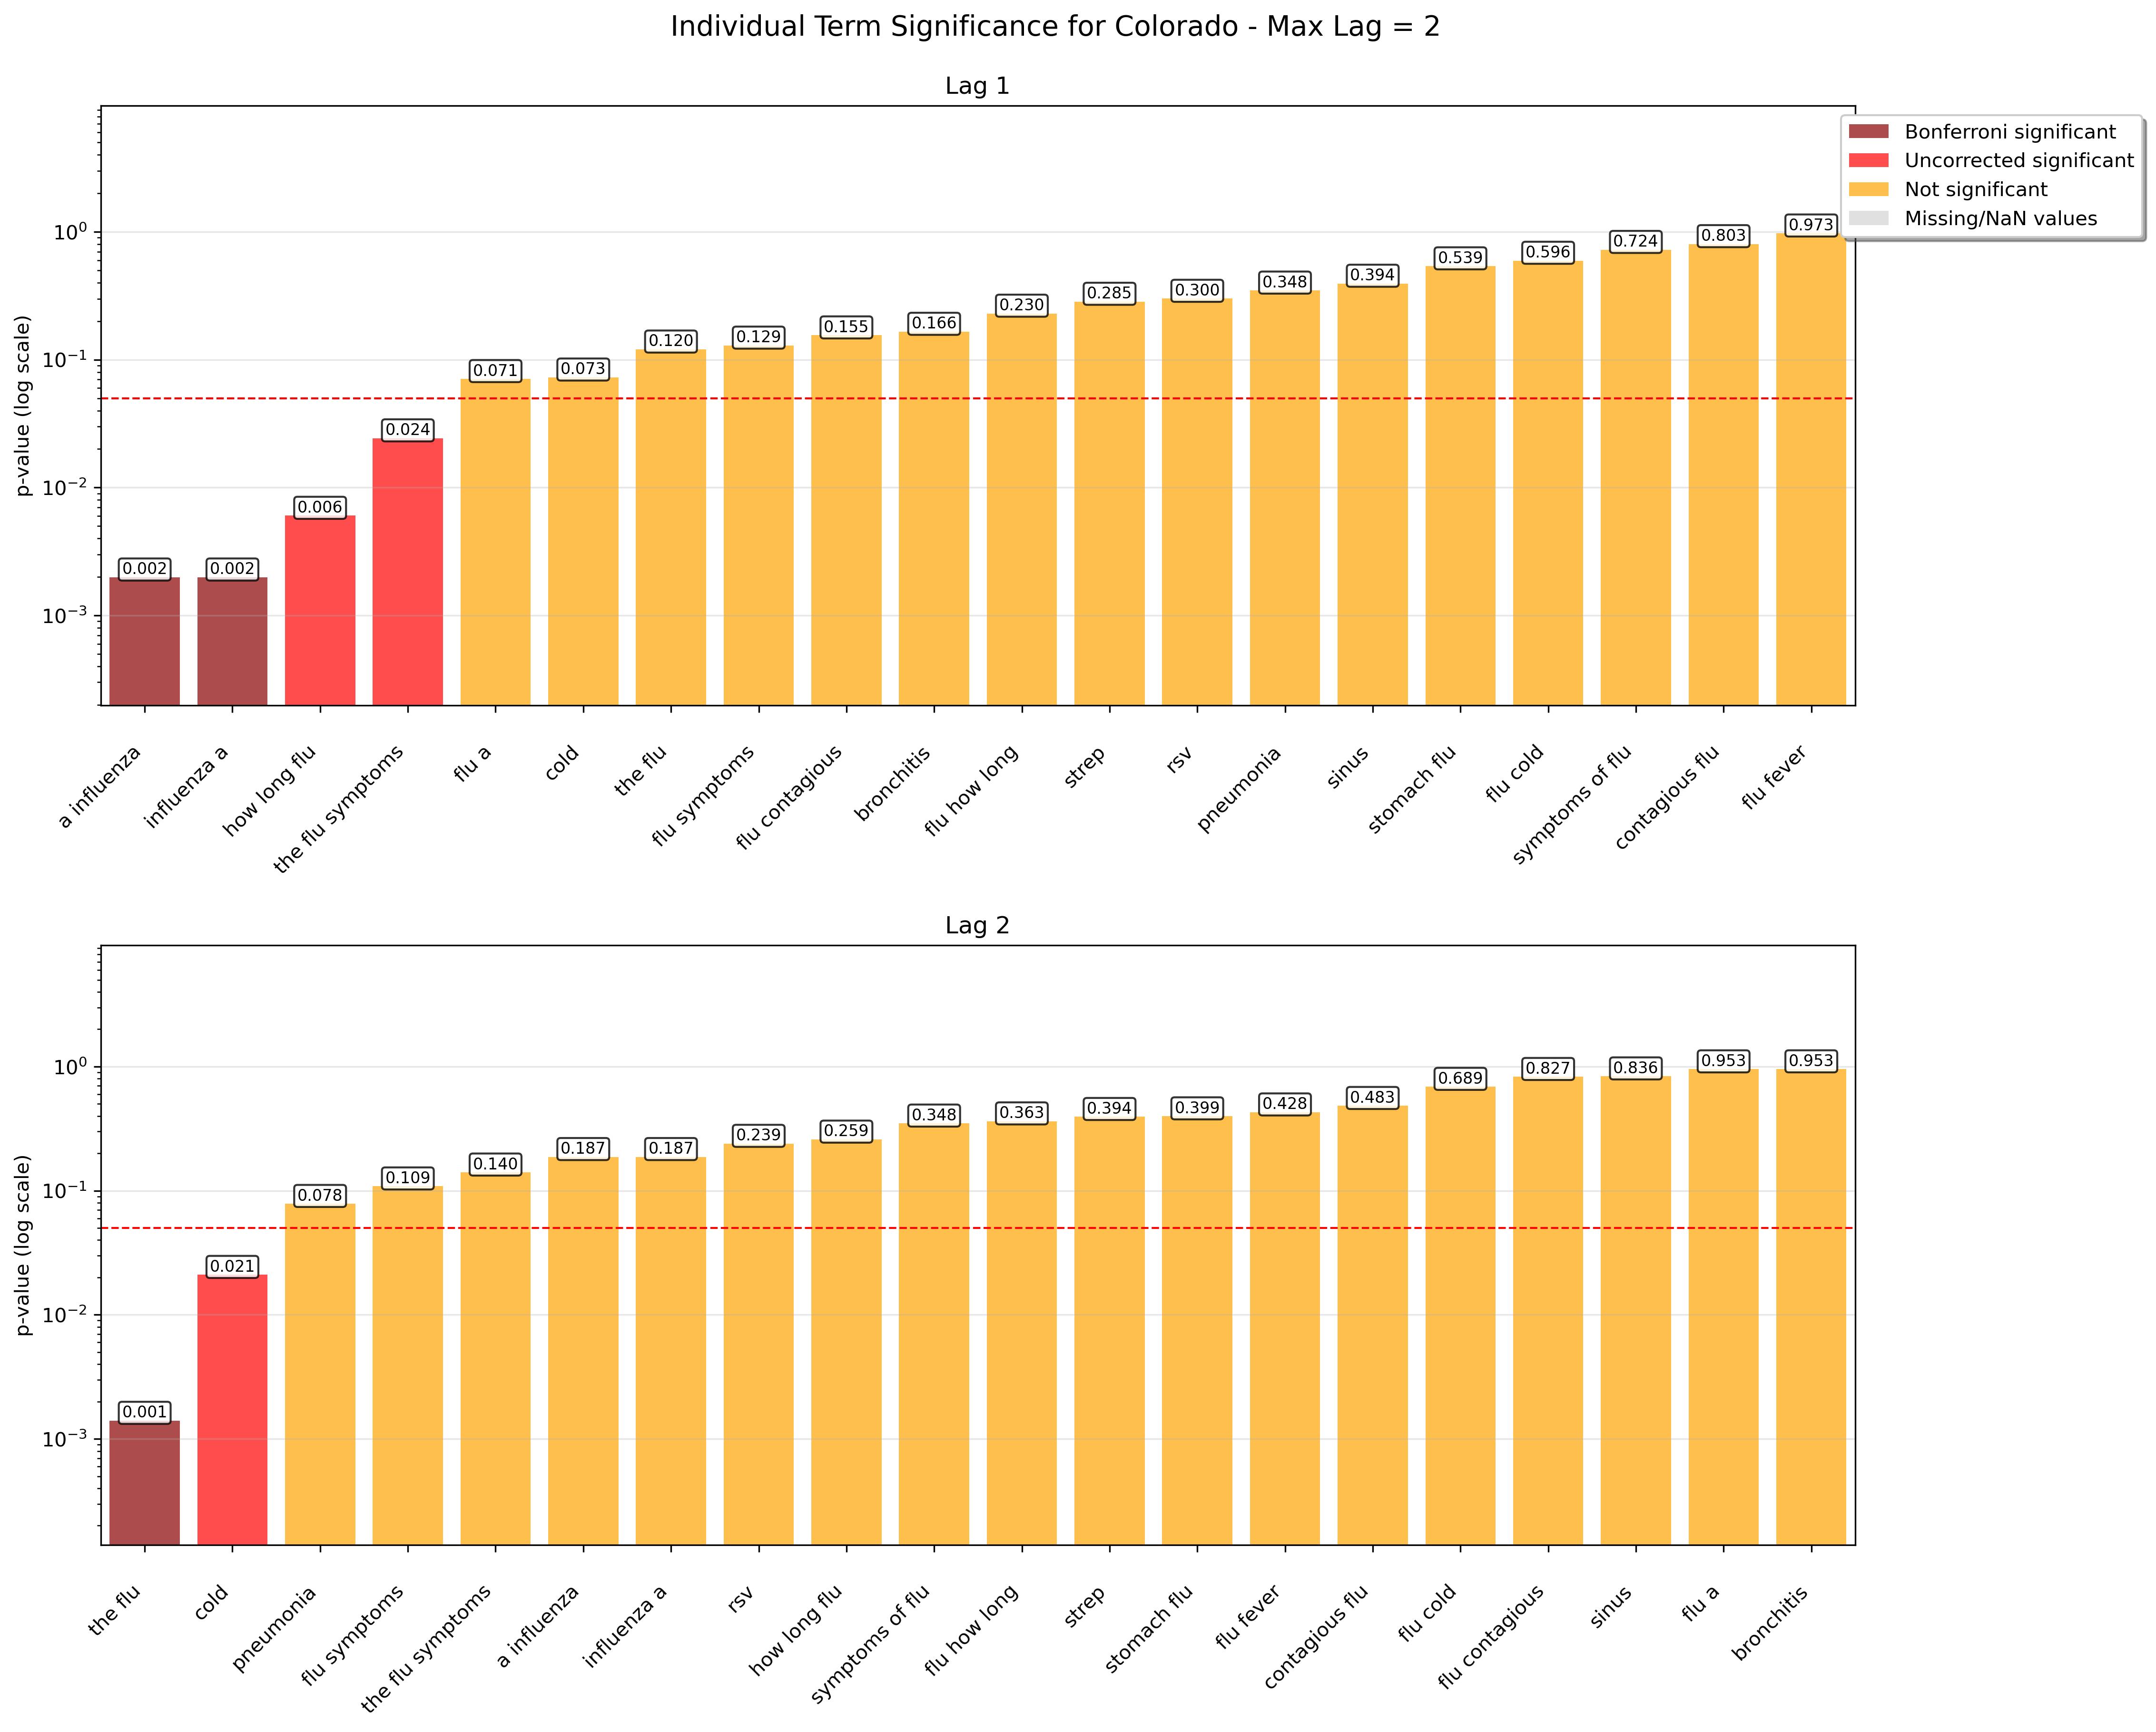 Individual Term Significance for Colorado - Max Lag = 2
Lag 1
Bonferroni significant
Uncorrected significant
Not significant
Missing/NaN values
p-value (log scale)
10⁰
10⁻¹
10⁻²
10⁻³
0.002 0.002 0.006 0.024 0.071 0.073 0.120 0.129 0.155 0.166 0.230 0.285 0.300 0.348 0.394 0.539 0.596 0.724 0.803 0.973
a influenza
influenza a
how long flu
the flu symptoms
flu a
cold
the flu
flu symptoms
flu contagious
bronchitis
flu how long
strep
rsv
pneumonia
sinus
stomach flu
flu cold
symptoms of flu
contagious flu
flu fever
Lag 2
p-value (log scale)
10⁰
10⁻¹
10⁻²
10⁻³
0.001 0.021 0.078 0.109 0.140 0.187 0.187 0.239 0.259 0.348 0.363 0.394 0.399 0.428 0.483 0.689 0.827 0.836 0.953 0.953
the flu
cold
pneumonia
flu symptoms
the flu symptoms
a influenza
influenza a
rsv
how long flu
symptoms of flu
flu how long
strep
stomach flu
flu fever
contagious flu
flu cold
flu contagious
sinus
flu a
bronchitis